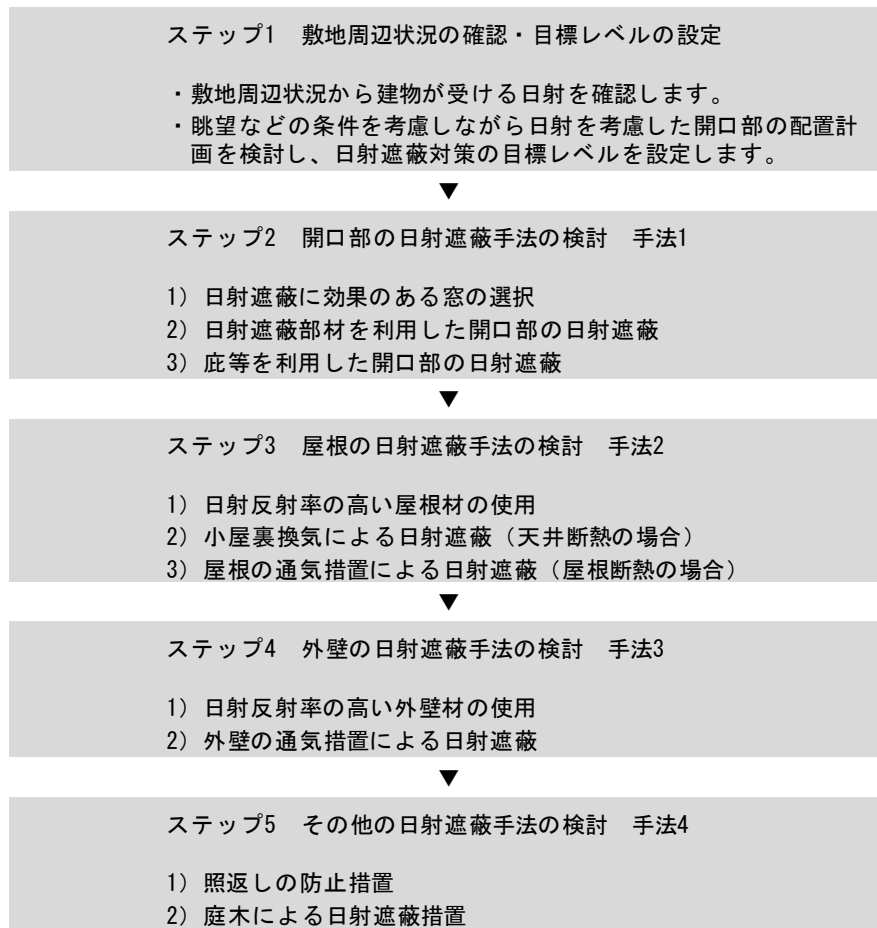 ステップ1　敷地周辺状況の確認・目標レベルの設定
・敷地周辺状況から建物が受ける日射を確認します。
・眺望などの条件を考慮しながら日射を考慮した開口部の配置計
画を検討し、日射遮蔽対策の目標レベルを設定します。
▼
ステップ2　開口部の日射遮蔽手法の検討　手法1
1）日射遮蔽に効果のある窓の選択
2）日射遮蔽部材を利用した開口部の日射遮蔽
3）庇等を利用した開口部の日射遮蔽
▼
ステップ3　屋根の日射遮蔽手法の検討　手法2
1）日射反射率の高い屋根材の使用
2）小屋裏換気による日射遮蔽（天井断熱の場合）
3）屋根の通気措置による日射遮蔽（屋根断熱の場合）
▼
ステップ4　外壁の日射遮蔽手法の検討　手法3
1）日射反射率の高い外壁材の使用
2）外壁の通気措置による日射遮蔽
▼
ステップ5　その他の日射遮蔽手法の検討　手法4
1）照返しの防止措置
2）庭木による日射遮蔽措置